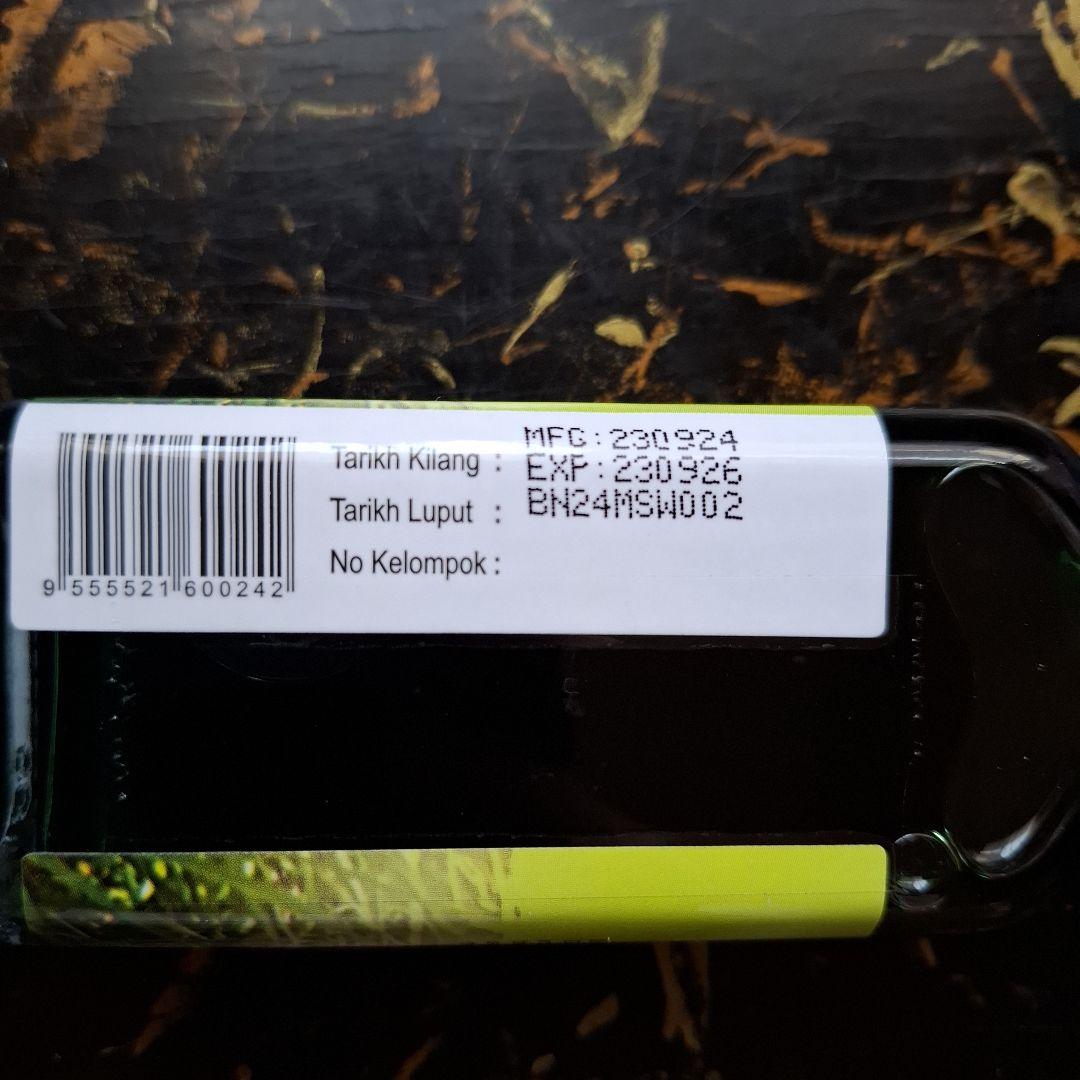 MFG:230924
Tarikh Kilang :
EXP:230926
Tarikh Luput :
BN24MSW002
No Kelompok :
9 555521 600242